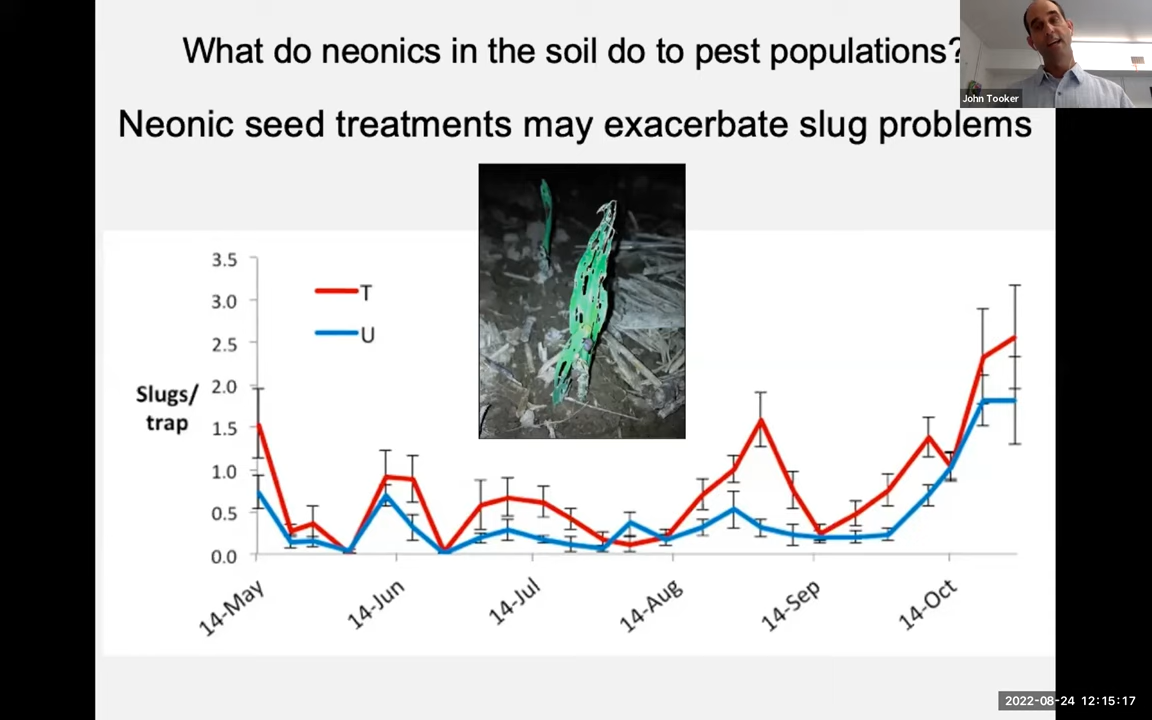 What do neonics in the soil do to pest populations?
John Tooker
Neonic seed treatments may exacerbate slug problems
3.5
3.0
2.5
2.0
1.5
1.0
0.5
0.0
T
U
Slugs/
trap
14-May
14-Jun
14-Jul
14-Aug
14-Sep
14-Oct
2022-08-24 12:15:17